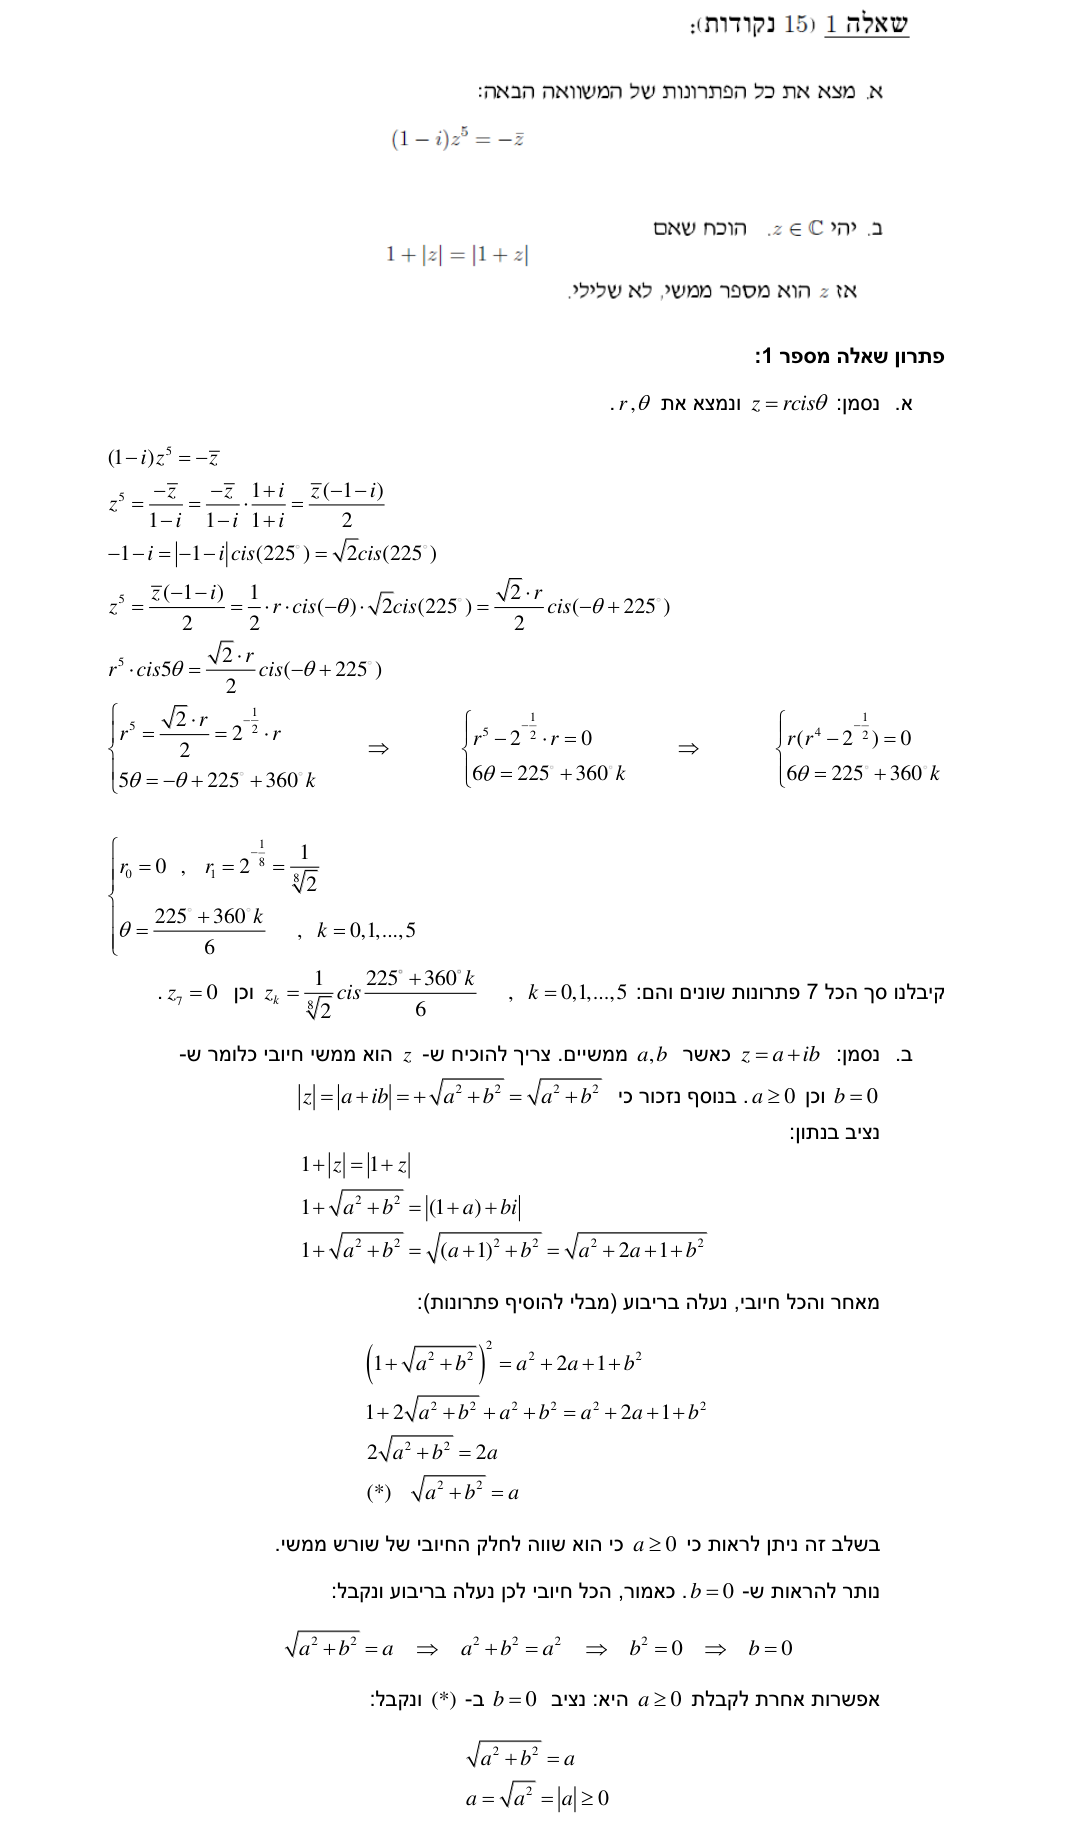 שאלה 1 (15 נקודות):
א. מצא את כל הפתרונות של המשוואה הבאה:
(1 − i)z⁵ = −z̄
ב. יהי z ∈ ℂ. הוכח שאם
1 + |z| = |1 + z|
אז z הוא מספר ממשי, לא שלילי.
פתרון שאלה מספר 1:
א. נסמן: z = rcisθ ונמצא את r,θ.
(1−i)z⁵ = −z̄
z⁵ = −z̄/(1−i) = −z̄/(1−i) · (1+i)/(1+i) = z̄(−1−i)/2
−1−i = |−1−i|cis(225°) = √2cis(225°)
z⁵ = z̄(−1−i)/2 = 1/2 · r · cis(−θ) · √2cis(225°) = (√2 · r)/2 cis(−θ+225°)
r⁵ · cis5θ = (√2 · r)/2 cis(−θ+225°)
{ r⁵ = (√2 · r)/2 = 2^(−1/2) · r ⇒ { r⁵ − 2^(−1/2) · r = 0 ⇒ { r(r⁴ − 2^(−1/2)) = 0
5θ = −θ + 225° + 360°k 6θ = 225° + 360°k 6θ = 225° + 360°k
{ r₀ = 0 , r₁ = 2^(−1/8) = 1/⁸√2
θ = (225° + 360°k)/6 , k = 0,1,...,5
קיבלנו סך הכל 7 פתרונות שונים והם: z_k = 1/⁸√2 cis (225° + 360°k)/6 , k = 0,1,...,5 וכן z₇ = 0.
ב. נסמן: z = a + ib כאשר a,b ממשיים. צריך להוכיח ש- z הוא ממשי חיובי כלומר ש-
b = 0 וכן a ≥ 0. בנוסף נזכור כי |z| = |a + ib| = +√(a² + b²) = √(a² + b²)
נציב בנתון:
1+|z| = |1+z|
1+√(a² + b²) = |(1+a)+bi|
1+√(a² + b²) = √((a+1)² + b²) = √(a² + 2a + 1 + b²)
מאחר והכל חיובי, נעלה בריבוע (מבלי להוסיף פתרונות):
(1+√(a² + b²))² = a² + 2a + 1 + b²
1+2√(a² + b²) + a² + b² = a² + 2a + 1 + b²
2√(a² + b²) = 2a
(*) √(a² + b²) = a
בשלב זה ניתן לראות כי a ≥ 0 כי הוא שווה לחלק החיובי של שורש ממשי.
נותר להראות ש- b = 0. כאמור, הכל חיובי לכן נעלה בריבוע ונקבל:
√(a² + b²) = a ⇒ a² + b² = a² ⇒ b² = 0 ⇒ b = 0
אפשרות אחרת לקבלת a ≥ 0 היא: נציב b = 0 ב- (*) ונקבל:
√(a² + b²) = a
a = √(a²) = |a| ≥ 0